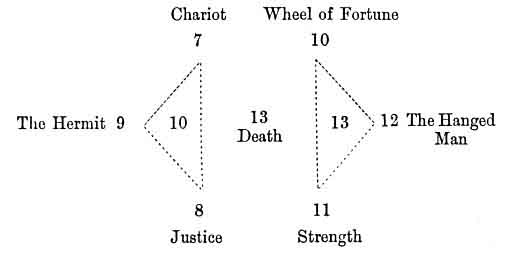 Chariot Wheel of Fortune
7 10
13
The Hermit 9 10 13 12 The Hanged
Death Man
8 11
Justice Strength